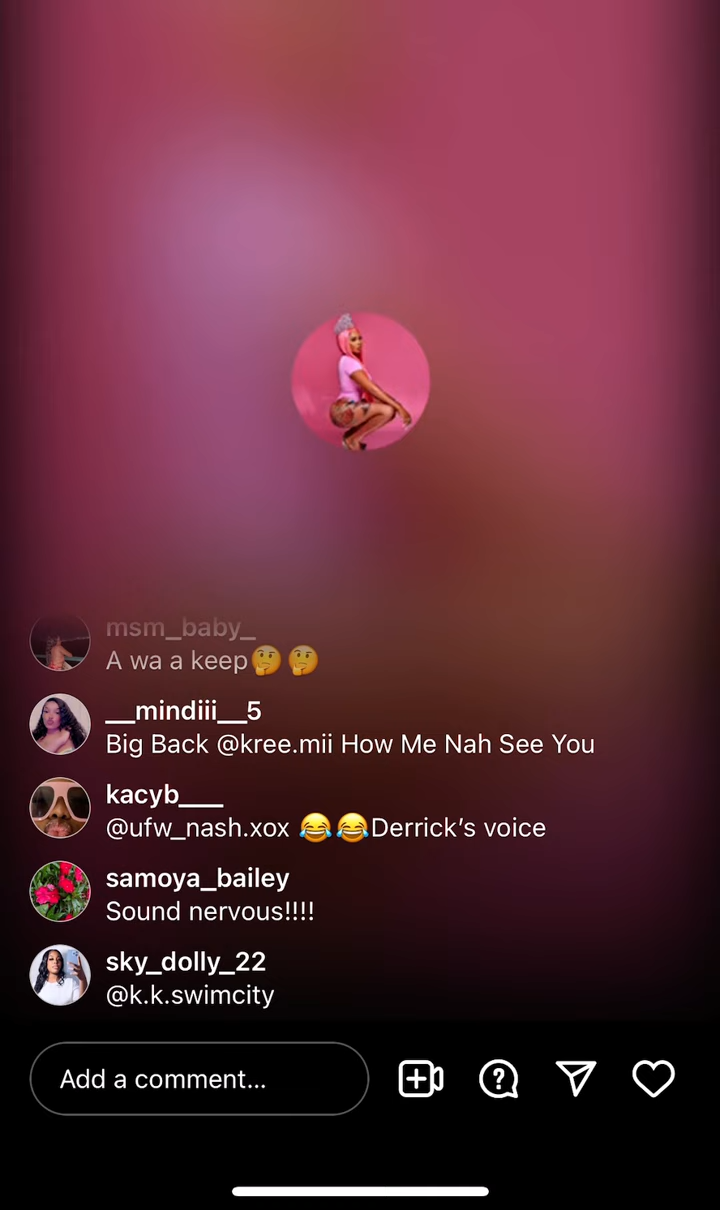 msm_baby_
A wa a keep🤔🤔
__mindiii__5
Big Back @kree.mii How Me Nah See You
kacyb___
@ufw_nash.xox 😂😂Derrick’s voice
samoya_bailey
Sound nervous!!!!
sky_dolly_22
@k.k.swimcity
Add a comment...